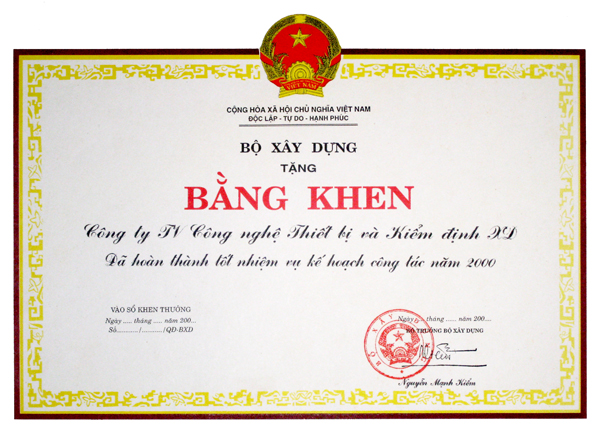 VIỆT NAM
CỘNG HÒA XÃ HỘI CHỦ NGHĨA VIỆT NAM
ĐỘC LẬP - TỰ DO - HẠNH PHÚC
BỘ XÂY DỰNG
TẶNG
BẰNG KHEN
Công ty TV Công nghệ Thiết bị và Kiểm định XD
Đã hoàn thành tốt nhiệm vụ kế hoạch công tác năm 2000
VÀO SỔ KHEN THƯỞNG
Ngày ..... tháng ..... năm 200....
Số............/.........../QĐ-BXD
Ngày....tháng...... năm 200....
BỘ TRƯỞNG BỘ XÂY DỰNG
BỘ XÂY DỰNG
Nguyễn Mạnh Kiểm